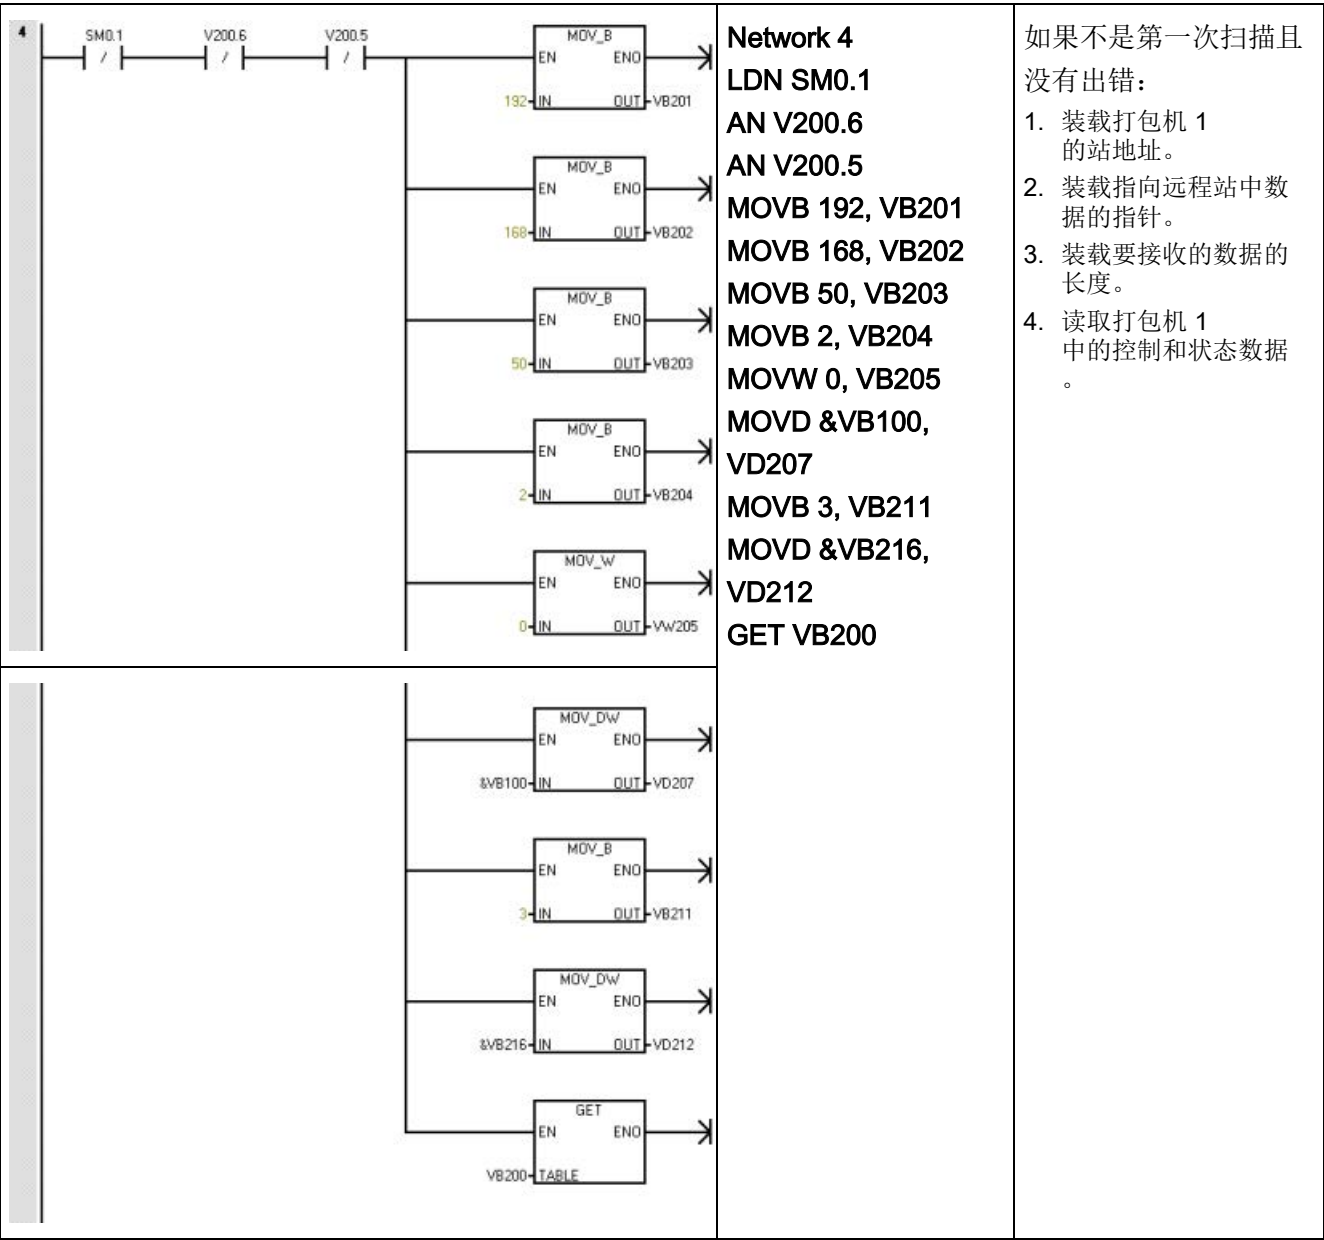 4
SM0.1 V200.6 V200.5
/ / /
MOV_B
EN ENO
192 IN OUT VB201
MOV_B
EN ENO
168 IN OUT VB202
MOV_B
EN ENO
50 IN OUT VB203
MOV_B
EN ENO
2 IN OUT VB204
MOV_W
EN ENO
0 IN OUT VW205
MOV_DW
EN ENO
&VB100 IN OUT VD207
MOV_B
EN ENO
3 IN OUT VB211
MOV_DW
EN ENO
&VB216 IN OUT VD212
GET
EN ENO
VB200 TABLE
Network 4
LDN SM0.1
AN V200.6
AN V200.5
MOVB 192, VB201
MOVB 168, VB202
MOVB 50, VB203
MOVB 2, VB204
MOVW 0, VB205
MOVD &VB100,
VD207
MOVB 3, VB211
MOVD &VB216,
VD212
GET VB200
如果不是第一次扫描且
没有出错：
1. 装载打包机 1
的站地址。
2. 装载指向远程站中数
据的指针。
3. 装载要接收的数据的
长度。
4. 读取打包机 1
中的控制和状态数据
。